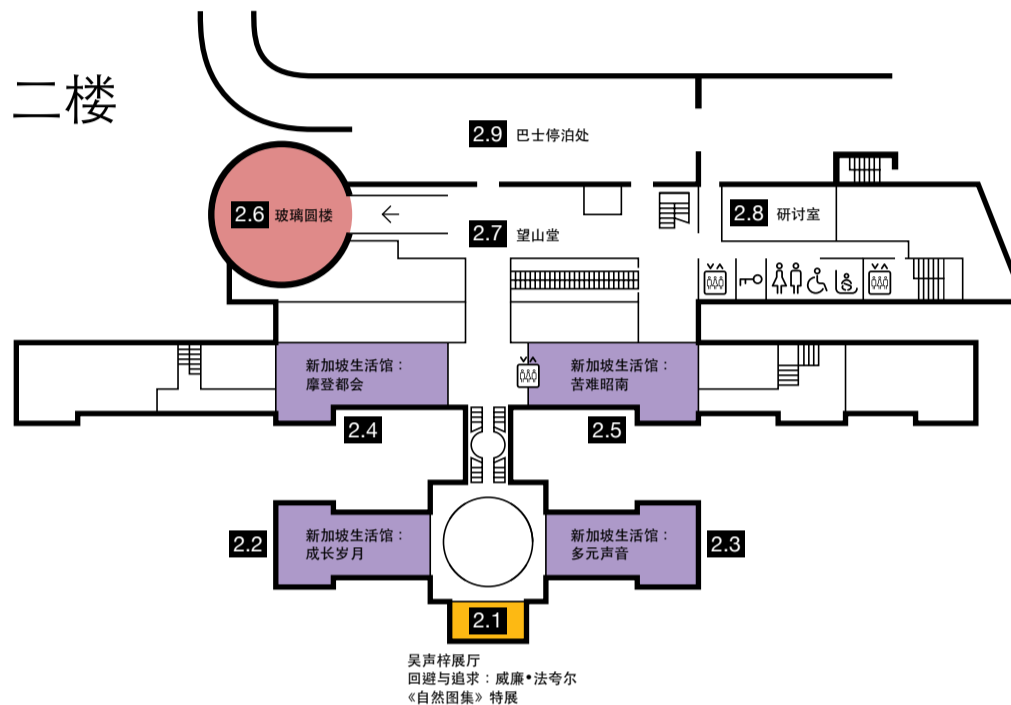 二楼
2.9 巴士停泊处
2.6 玻璃圆楼
2.8 研讨室
2.7 望山堂
新加坡生活馆：
摩登都会
2.4
新加坡生活馆：
苦难昭南
2.5
2.2
新加坡生活馆：
成长岁月
新加坡生活馆：
多元声音
2.3
2.1
吴声梓展厅
回避与追求：威廉•法夸尔
《自然图集》特展